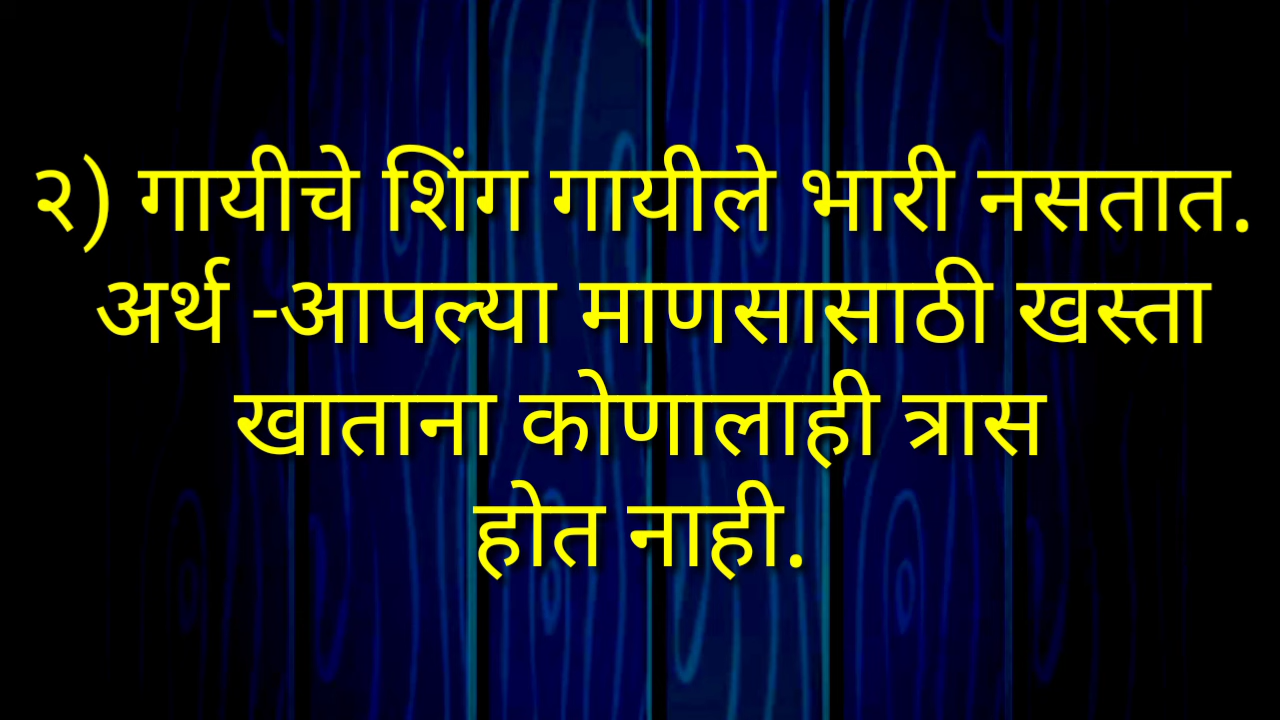 २) गायीचे शिंग गायीले भारी नसतात.
अर्थ -आपल्या माणसासाठी खस्ता
खाताना कोणालाही त्रास
होत नाही.